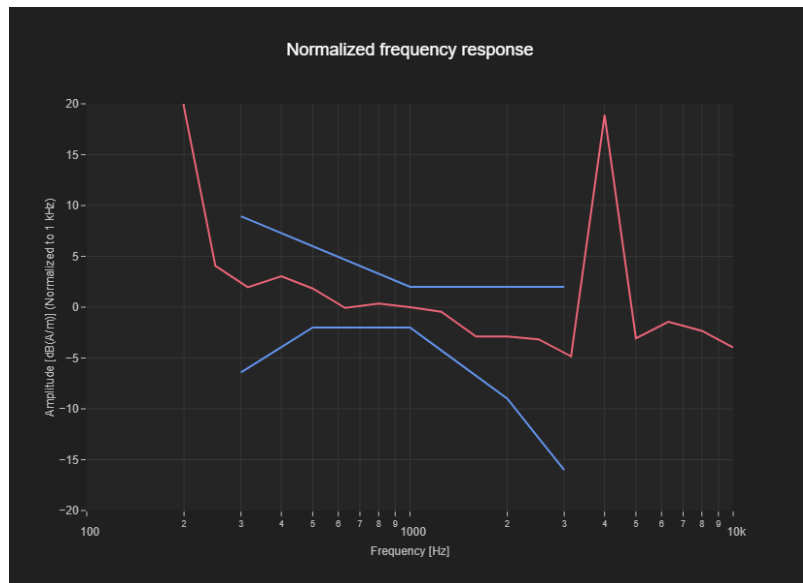 Normalized frequency response
Amplitude [dB(A/m)] (Normalized to 1 kHz)
20
15
10
5
0
−5
−10
−15
−20
100 2 3 4 5 6 7 8 9 1000 2 3 4 5 6 7 8 9 10k
Frequency [Hz]